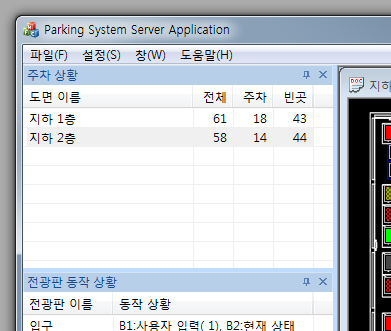 Parking System Server Application
파일(F) 설정(S) 창(W) 도움말(H)
주차 상황
도면 이름 전체 주차 빈곳
지하 1층 61 18 43
지하 2층 58 14 44
지하
전광판 동작 상황
전광판 이름 동작 상황
입구 B1:사용자 입력( 1), B2:현재 상태